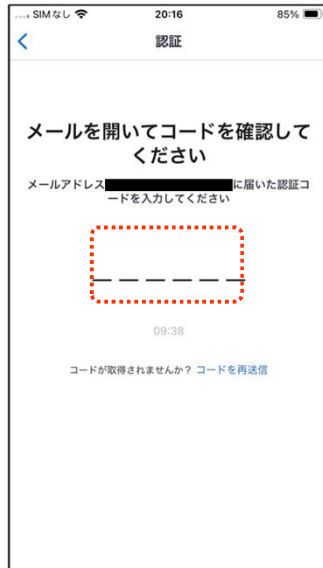 SIMなし 20:16 85%
認証
メールを開いてコードを確認して
ください
メールアドレス
に届いた認証コ
ードを入力してください
09:38
コードが取得されませんか？ コードを再送信